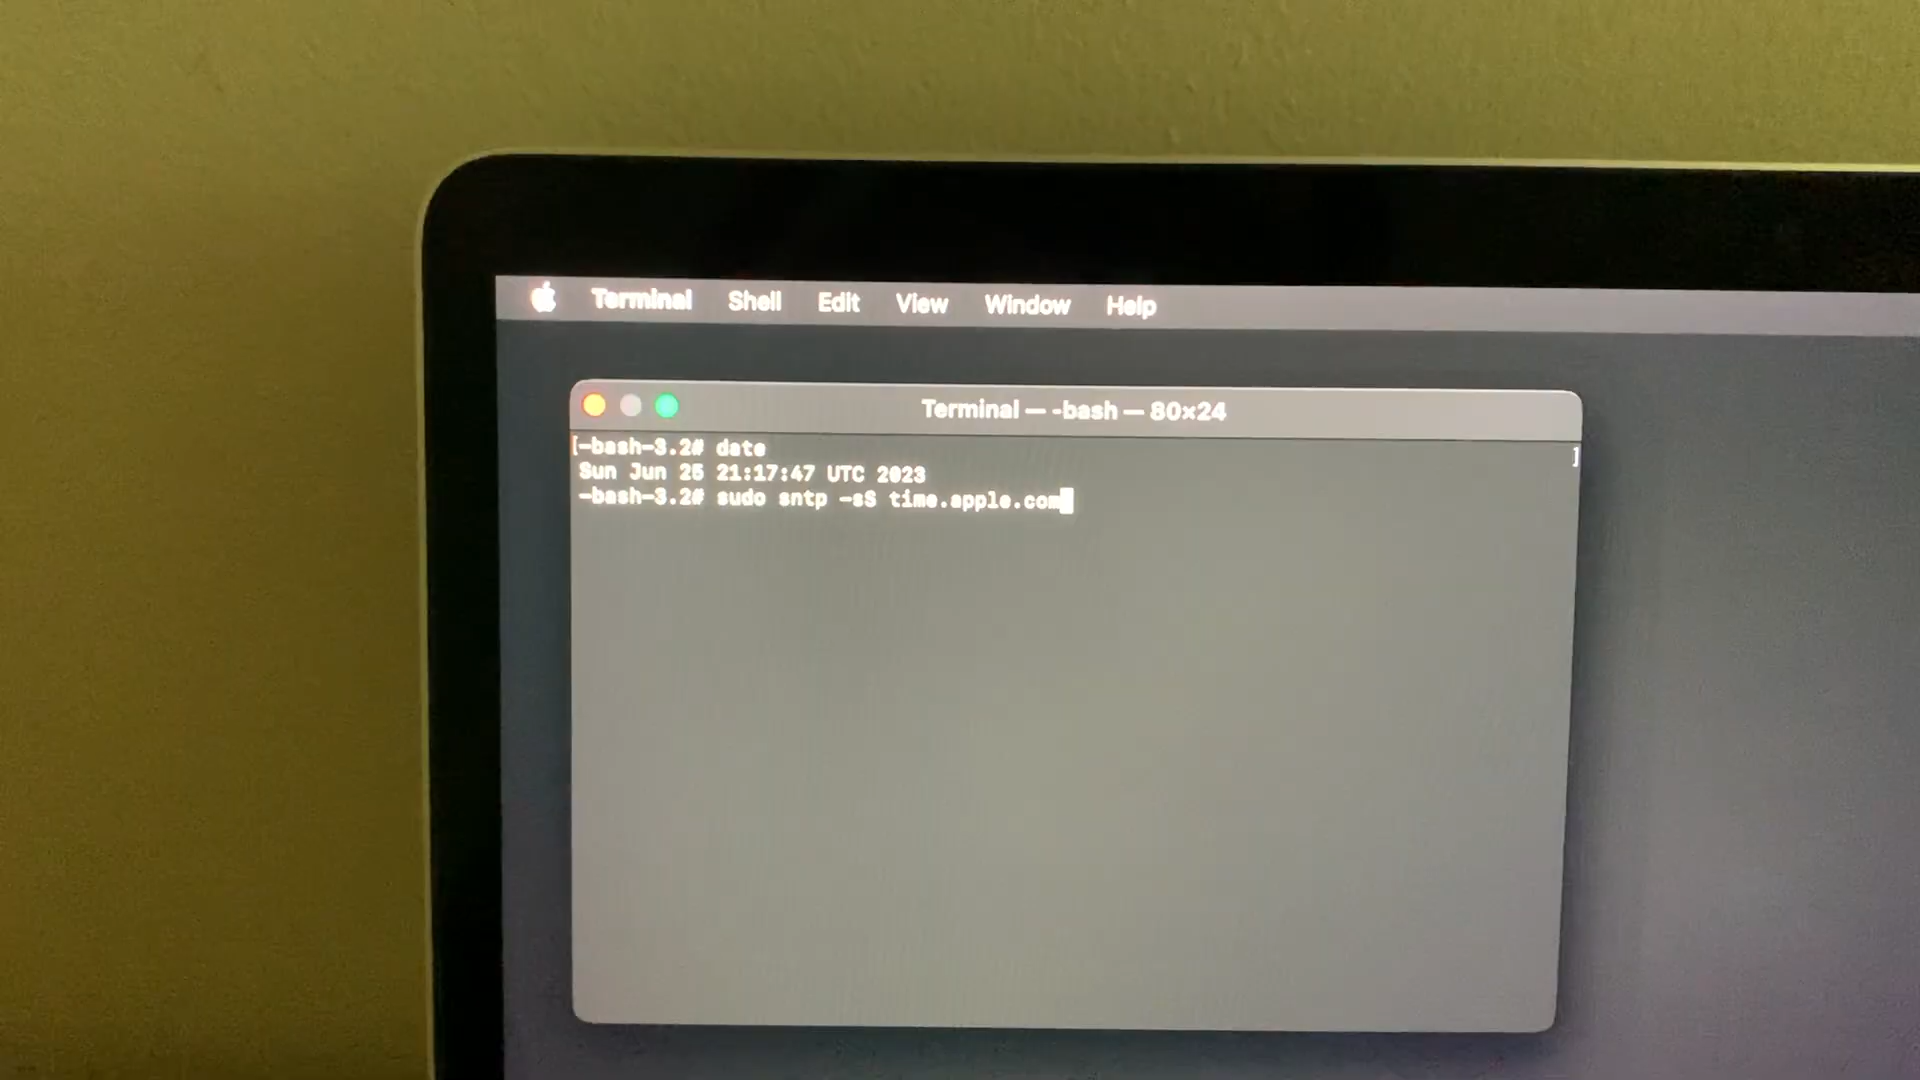 Terminal Shell Edit View Window Help
Terminal — -bash — 80×24
[-bash-3.2# date ]
Sun Jun 25 21:17:47 UTC 2023
-bash-3.2# sudo sntp -sS time.apple.com